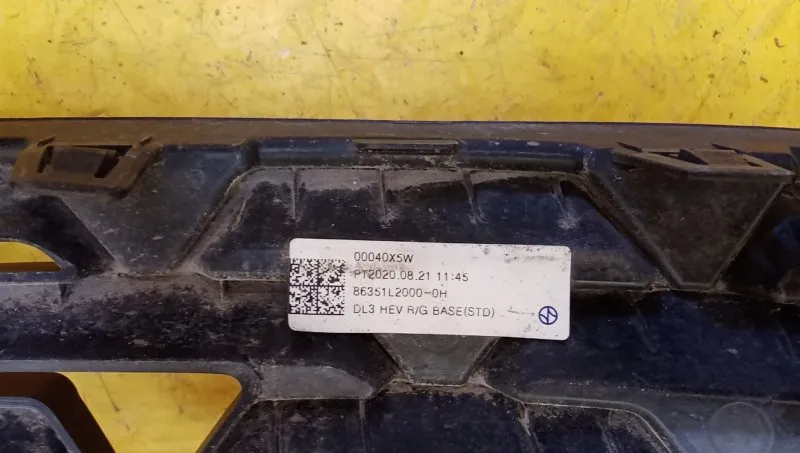 00040X5W
PT2020.08.21 11:45
86351L2000-0H
DL3 HEV R/G BASE(STD)